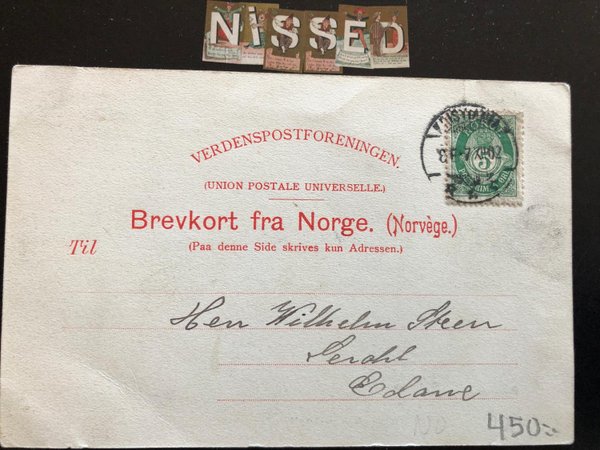 NiSSED
VERDENSPOSTFORENINGEN.
(UNION POSTALE UNIVERSELLE.)
Brevkort fra Norge. (Norvège.)
Til
(Paa denne Side skrives kun Adressen.)
Herr Wilhelm Steen
5
450:-